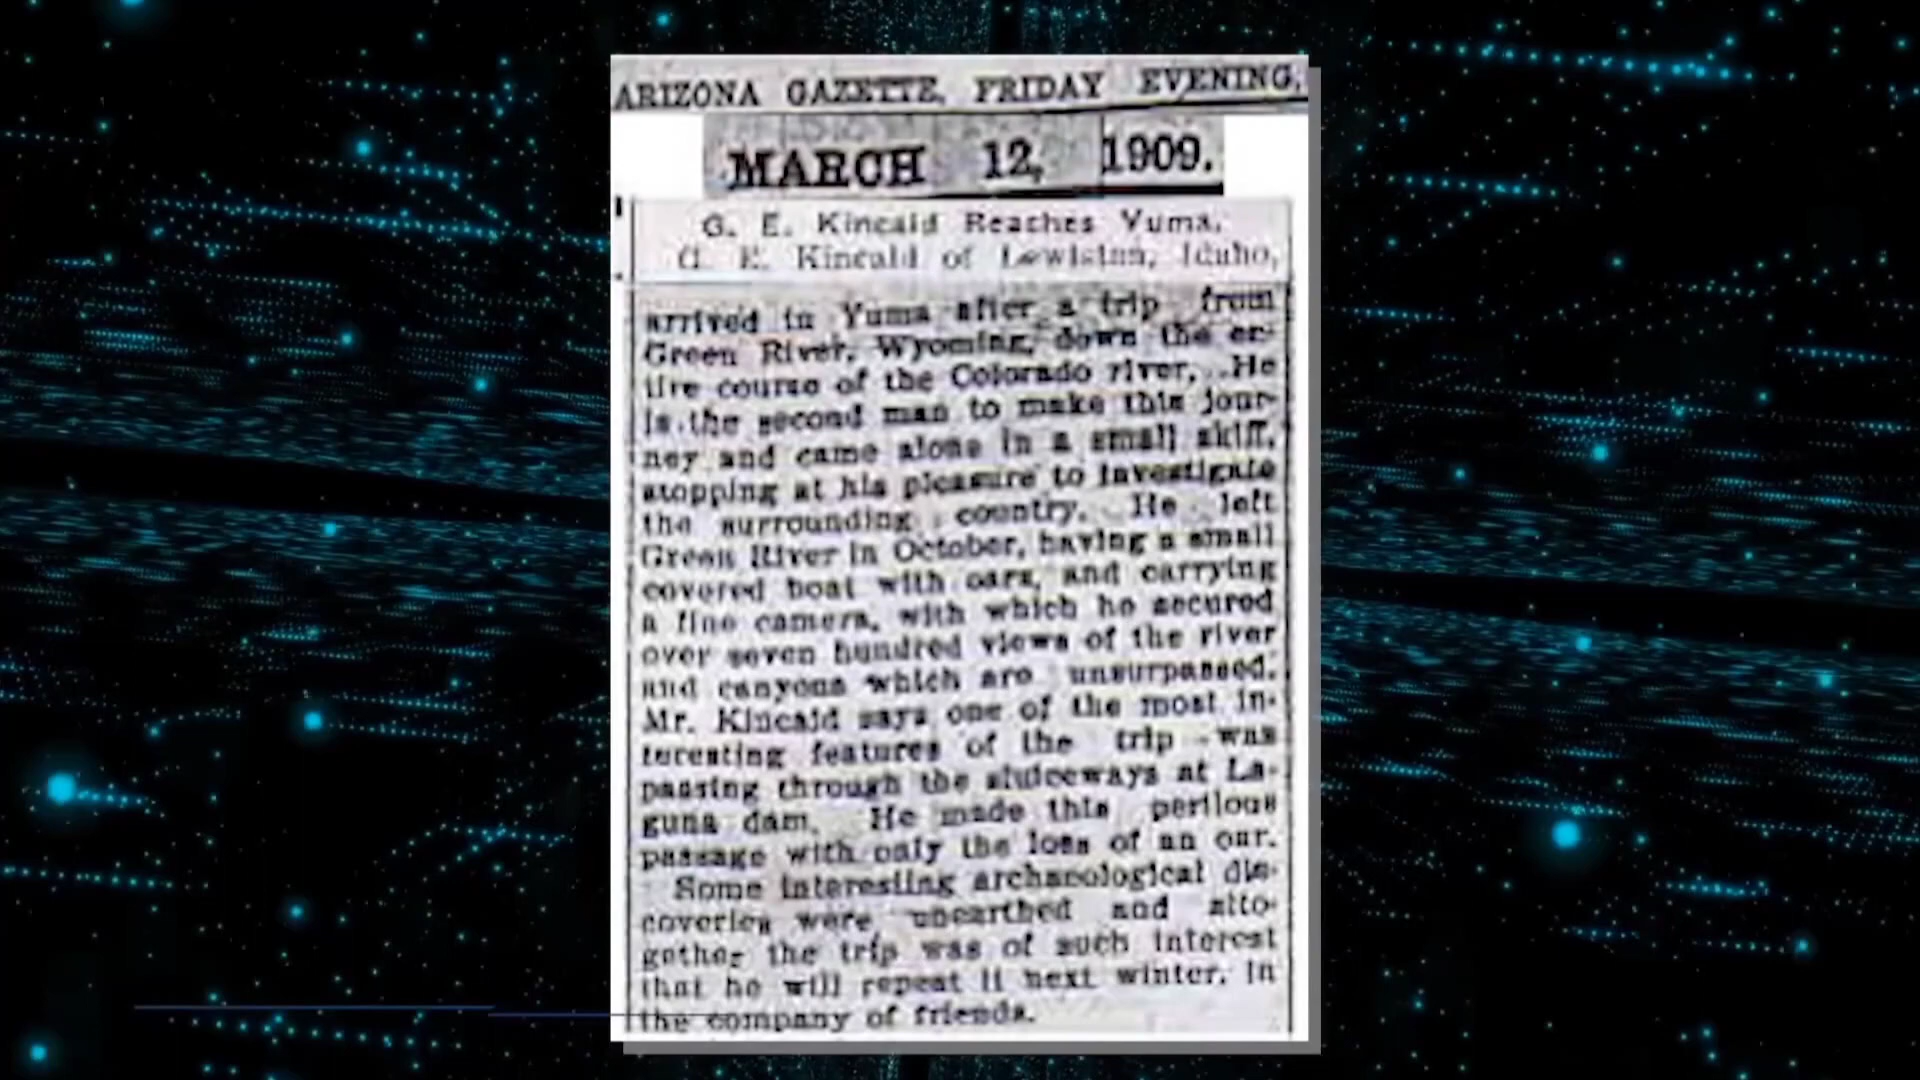 ARIZONA GAZETTE, FRIDAY EVENING,
MARCH 12, 1909.
G. E. Kincaid Reaches Yuma.
G. E. Kincaid of Lewiston, Idaho,
arrived in Yuma after a trip from
Green River, Wyoming, down the en-
tire course of the Colorado river. He
is the second man to make this jour-
ney and came alone in a small skiff,
stopping at his pleasure to investigate
the surrounding country. He left
Green River in October, having a small
covered boat with oars, and carrying
a fine camera, with which he secured
over seven hundred views of the river
and canyons which are unsurpassed.
Mr. Kincaid says one of the most in-
teresting features of the trip was
passing through the sluiceways at La-
guna dam. He made this perilous
passage with only the loss of an oar.
Some interesting archaeological dis-
coveries were unearthed and alto-
gether the trip was of such interest
that he will repeat it next winter, in
the company of friends.